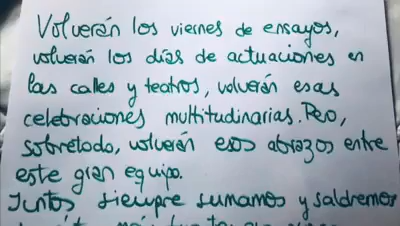 Volverán los viernes de ensayos,
volverán los días de actuaciones en
las calles y teatros, volverán esas
celebraciones multitudinarias. Pero,
sobretodo, volverán esos abrazos entre
este gran equipo.
Juntos siempre sumamos y saldremos